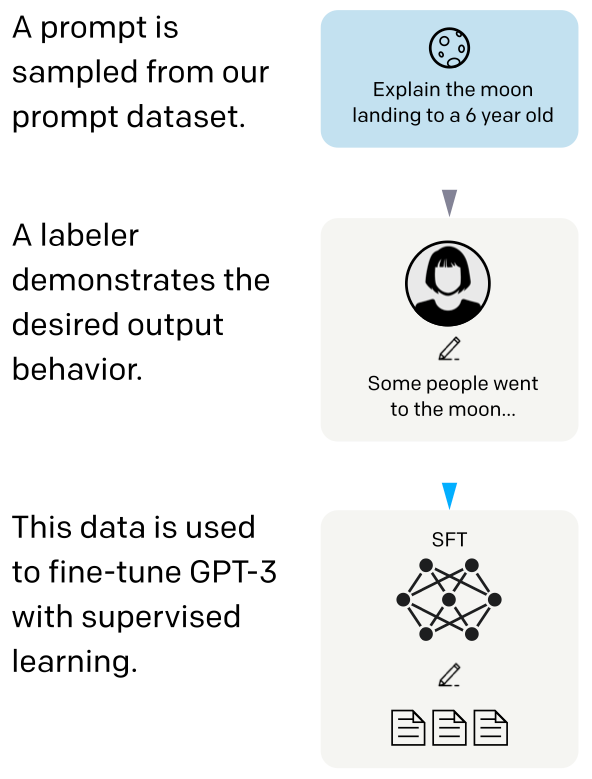 A prompt is
sampled from our
prompt dataset.
Explain the moon
landing to a 6 year old
A labeler
demonstrates the
desired output
behavior.
Some people went
to the moon...
This data is used
to fine-tune GPT-3
with supervised
learning.
SFT